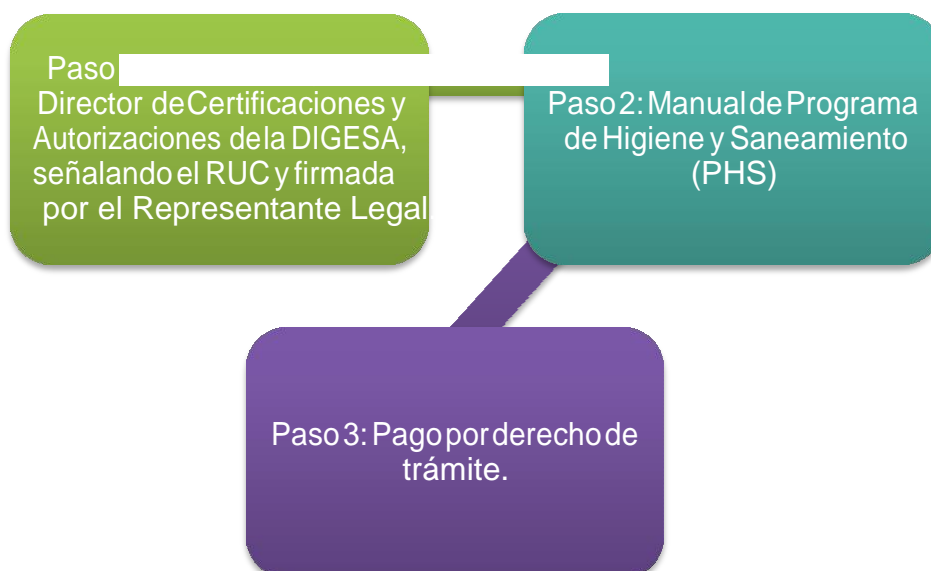 Paso
Director de Certificaciones y
Autorizaciones de la DIGESA,
señalando el RUC y firmada
por el Representante Legal
Paso 2: Manual de Programa
de Higiene y Saneamiento
(PHS)
Paso 3: Pago por derecho de
trámite.